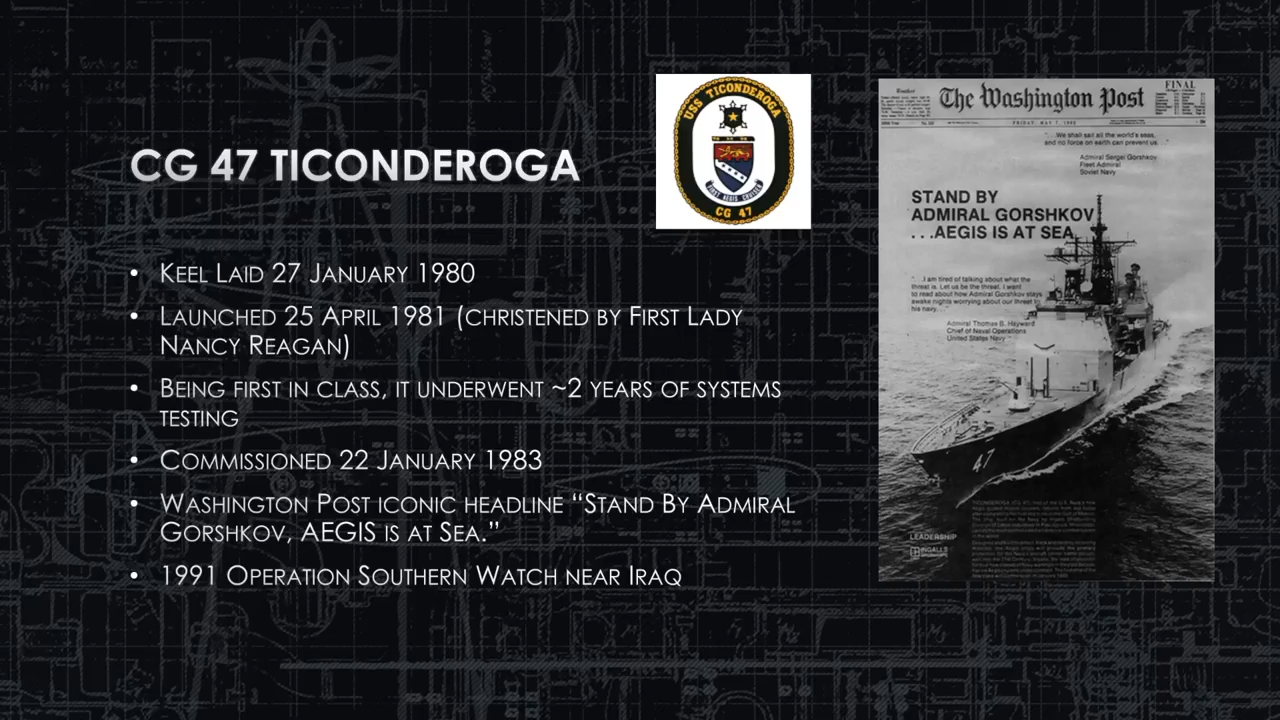 CG 47 TICONDEROGA
USS TICONDEROGA
FIRST AEGIS CRUISER
CG 47
KEEL LAID 27 JANUARY 1980
LAUNCHED 25 APRIL 1981 (CHRISTENED BY FIRST LADY
NANCY REAGAN)
BEING FIRST IN CLASS, IT UNDERWENT ~2 YEARS OF SYSTEMS
TESTING
COMMISSIONED 22 JANUARY 1983
WASHINGTON POST ICONIC HEADLINE “STAND BY ADMIRAL
GORSHKOV, AEGIS IS AT SEA.”
1991 OPERATION SOUTHERN WATCH NEAR IRAQ
FINAL
The Washington Post
FRIDAY, MAY 7, 1982
"...We shall sail all the world's seas,
and no force on earth can prevent us. . ."
Admiral Sergei Gorshkov
Fleet Admiral
Soviet Navy
STAND BY
ADMIRAL GORSHKOV
. . .AEGIS IS AT SEA
"...I am tired of talking about what the
threat is. Let us be the threat. I want
to read about how Admiral Gorshkov stays
awake nights worrying about our threat to
his navy.
Admiral Thomas B. Hayward
Chief of Naval Operations
United States Navy
47
LEADERSHIP
INGALLS